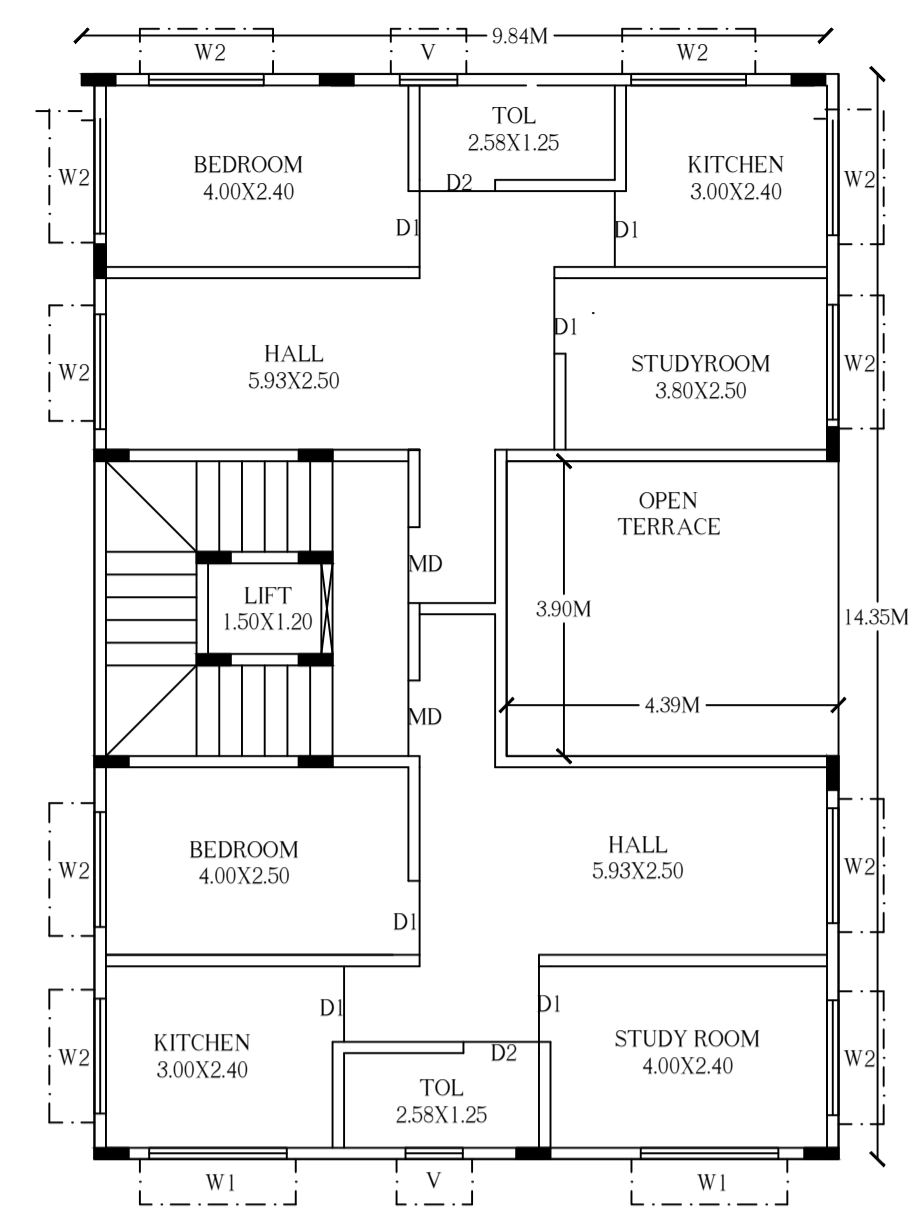 9.84M
W2
V
W2
TOL
2.58X1.25
BEDROOM
4.00X2.40
KITCHEN
3.00X2.40
W2
W2
D2
D1
D1
D1
HALL
5.93X2.50
STUDYROOM
3.80X2.50
W2
W2
OPEN
TERRACE
MD
LIFT
1.50X1.20
3.90M
14.35M
4.39M
MD
BEDROOM
4.00X2.50
HALL
5.93X2.50
W2
W2
D1
D1
D1
KITCHEN
3.00X2.40
D2
STUDY ROOM
4.00X2.40
W2
W2
TOL
2.58X1.25
W1
V
W1